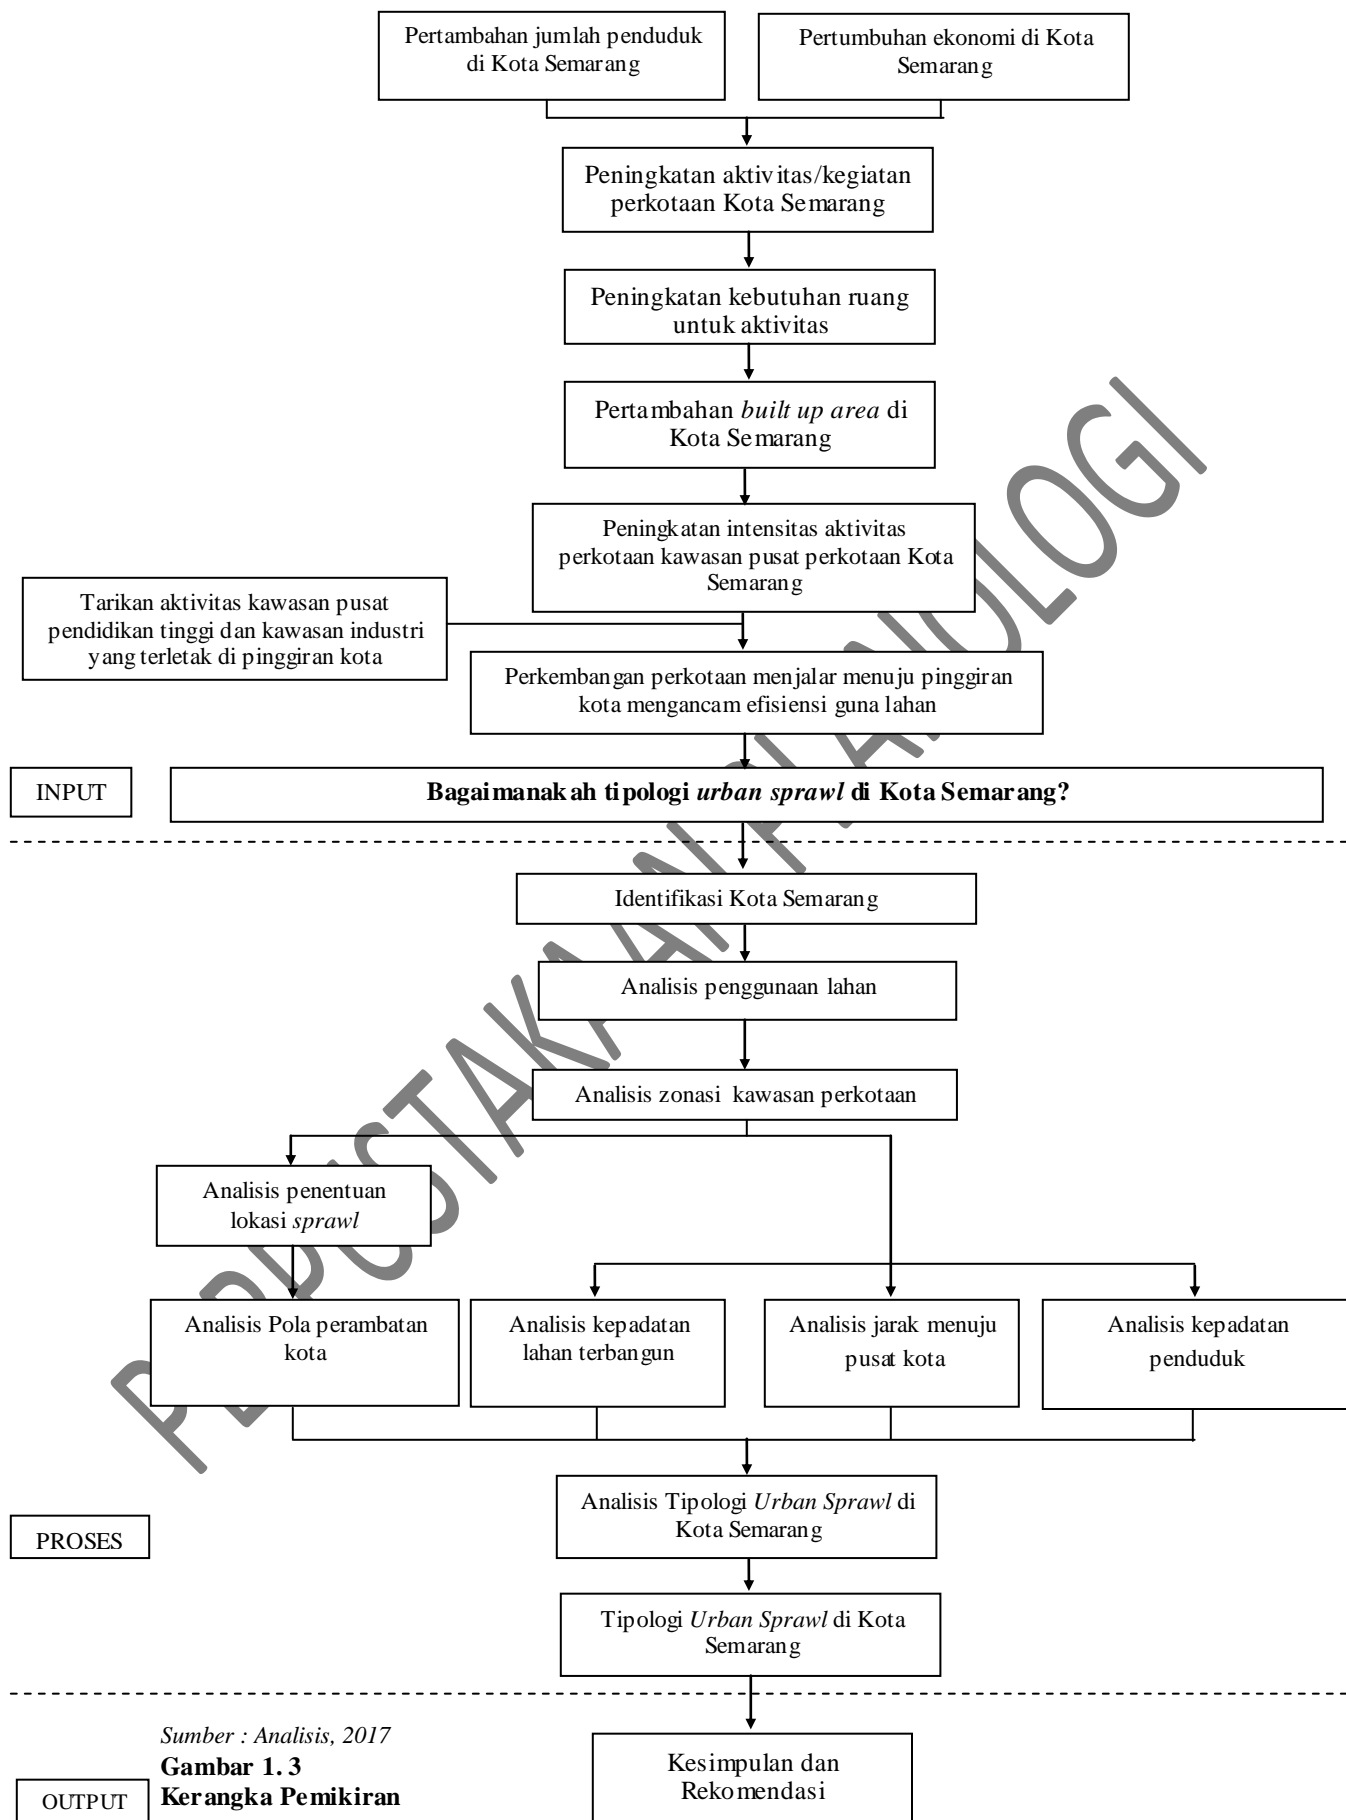 Pertambahan jumlah penduduk
di Kota Semarang
Pertumbuhan ekonomi di Kota
Semarang
Peningkatan aktivitas/kegiatan
perkotaan Kota Semarang
Peningkatan kebutuhan ruang
untuk aktivitas
Pertambahan built up area di
Kota Semarang
Peningkatan intensitas aktivitas
perkotaan kawasan pusat perkotaan Kota
Semarang
Tarikan aktivitas kawasan pusat
pendidikan tinggi dan kawasan industri
yang terletak di pinggiran kota
Perkembangan perkotaan menjalar menuju pinggiran
kota mengancam efisiensi guna lahan
INPUT
Bagaimanakah tipologi urban sprawl di Kota Semarang?
Identifikasi Kota Semarang
Analisis penggunaan lahan
Analisis zonasi kawasan perkotaan
Analisis penentuan
lokasi sprawl
Analisis Pola perambatan
kota
Analisis kepadatan
lahan terbangun
Analisis jarak menuju
pusat kota
Analisis kepadatan
penduduk
Analisis Tipologi Urban Sprawl di
Kota Semarang
PROSES
Tipologi Urban Sprawl di Kota
Semarang
Sumber : Analisis, 2017
Gambar 1. 3
Kerangka Pemikiran
OUTPUT
Kesimpulan dan
Rekomendasi
PERPUSTAKAAN PLANOLOGI